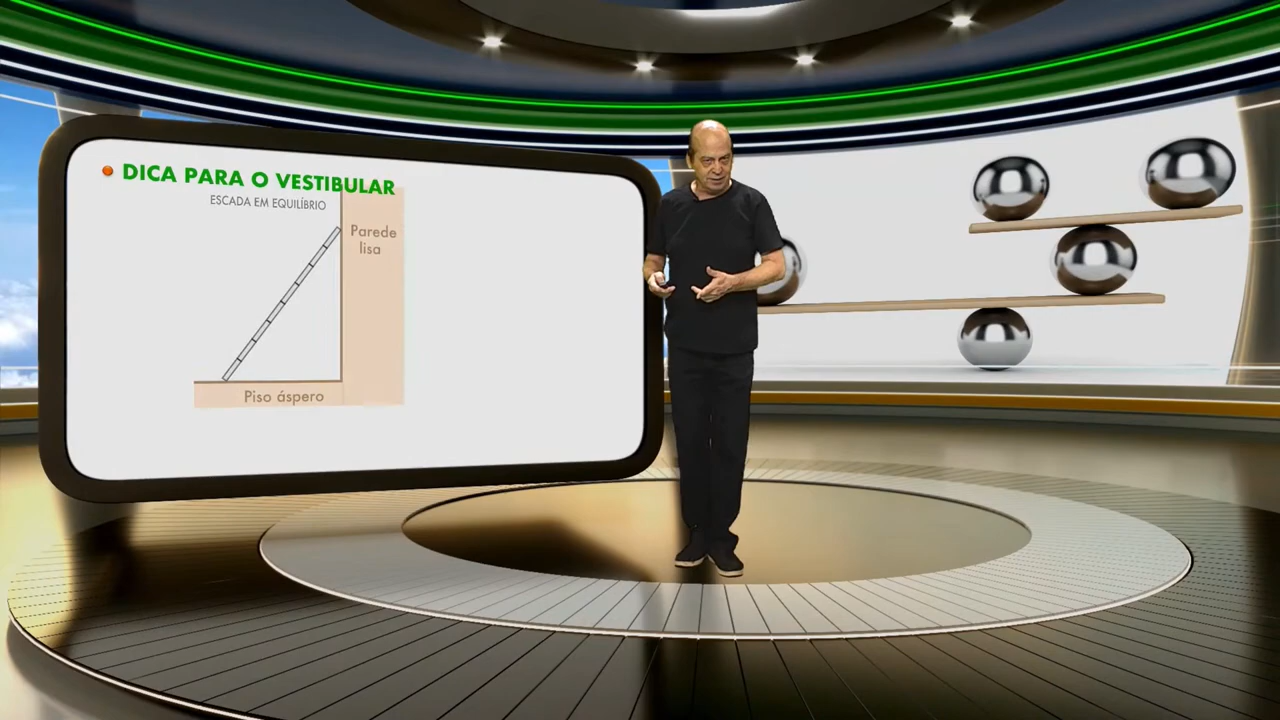 DICA PARA O VESTIBULAR
ESCADA EM EQUILÍBRIO
Parede
lisa
Piso áspero